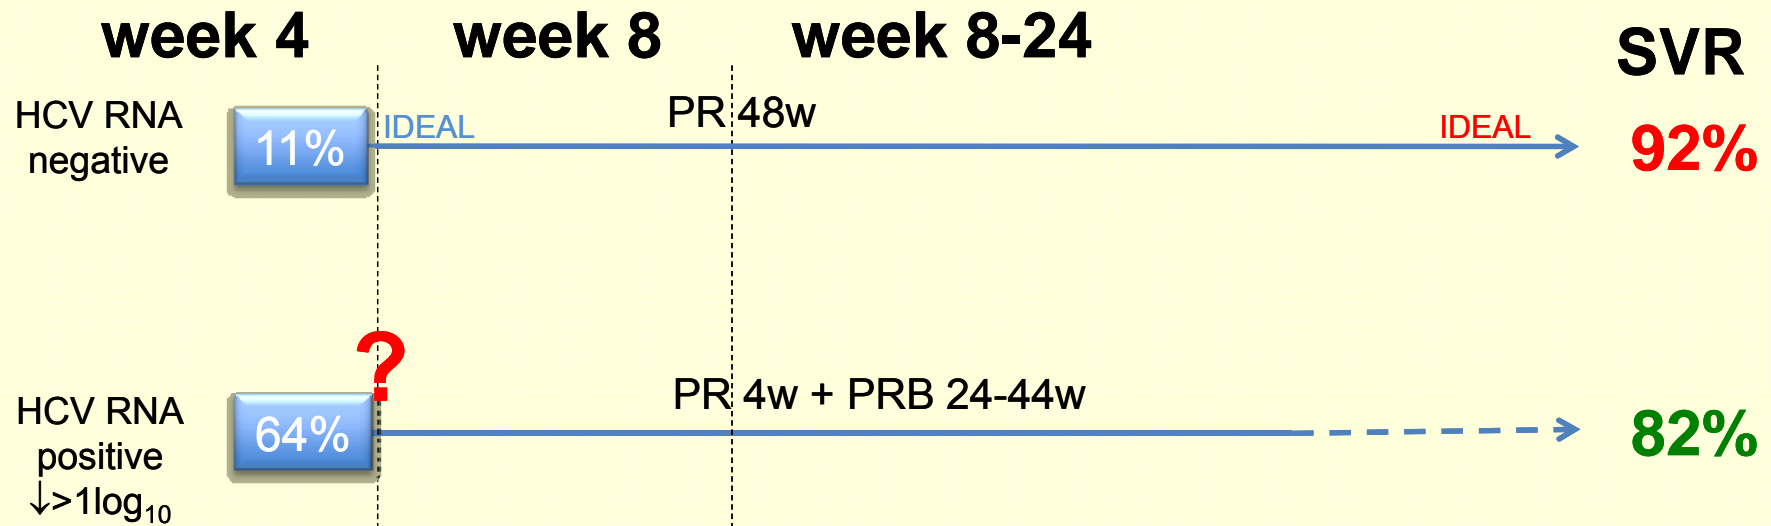 week 4 week 8 week 8-24 SVR
HCV RNA
negative
11%
IDEAL
PR 48w
IDEAL
92%
?
HCV RNA
positive
↓>1log₁₀
64%
PR 4w + PRB 24-44w
82%